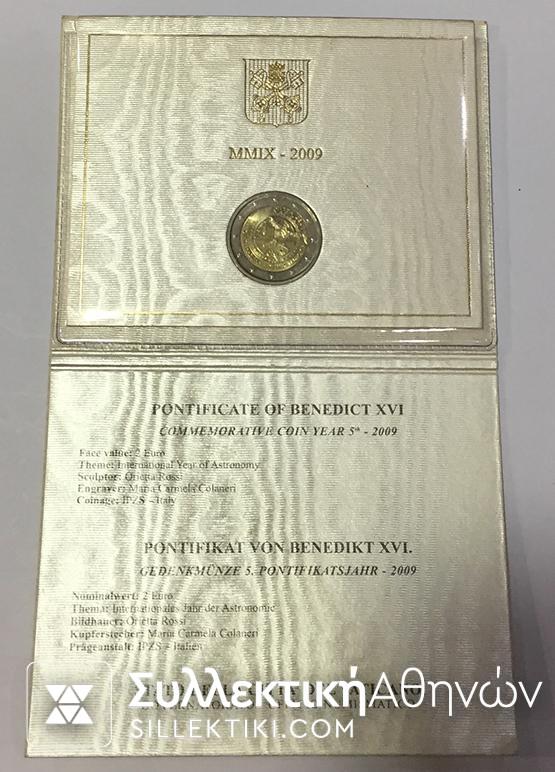 MMIX - 2009
PONTIFICATE OF BENEDICT XVI
COMMEMORATIVE COIN YEAR 5th - 2009
Face value: 2 Euro
Theme: International Year of Astronomy
Sculptor: Orietta Rossi
Engraver: Maria Carmela Colaneri
Coinage: IPZS - Italy
PONTIFIKAT VON BENEDIKT XVI.
GEDENKMÜNZE 5. PONTIFIKATSJAHR - 2009
Nominalwert: 2 Euro
Thema: Internationales Jahr der Astronomie
Bildhauer: Orietta Rossi
Kupferstecher: Maria Carmela Colaneri
Prägeanstalt: IPZS - Italien
Συλλεκτική Αθηνών
SILLEKTIKI.COM